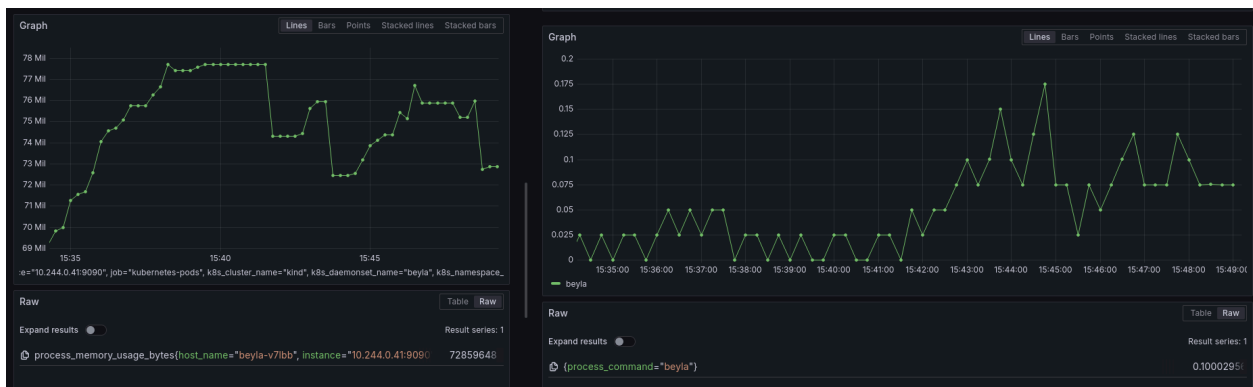 Graph
Lines Bars Points Stacked lines Stacked bars
78 Mil
77 Mil
76 Mil
75 Mil
74 Mil
73 Mil
72 Mil
71 Mil
70 Mil
69 Mil
15:35 15:40 15:45
:e="10.244.0.41:9090", job="kubernetes-pods", k8s_cluster_name="kind", k8s_daemonset_name="beyla", k8s_namespace_
Raw
Table Raw
Expand results
Result series: 1
process_memory_usage_bytes{host_name="beyla-v7lbb", instance="10.244.0.41:9090 72859648
Graph
Lines Bars Points Stacked lines Stacked bars
0.2
0.175
0.15
0.125
0.1
0.075
0.05
0.025
0
15:35:00 15:36:00 15:37:00 15:38:00 15:39:00 15:40:00 15:41:00 15:42:00 15:43:00 15:44:00 15:45:00 15:46:00 15:47:00 15:48:00 15:49:00
beyla
Raw
Table Raw
Expand results
Result series: 1
{process_command="beyla"} 0.1000295